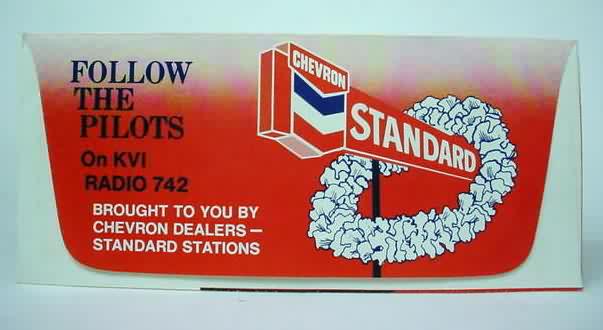 FOLLOW
THE
PILOTS
On KVI
RADIO 742
BROUGHT TO YOU BY
CHEVRON DEALERS—
STANDARD STATIONS
CHEVRON
STANDARD